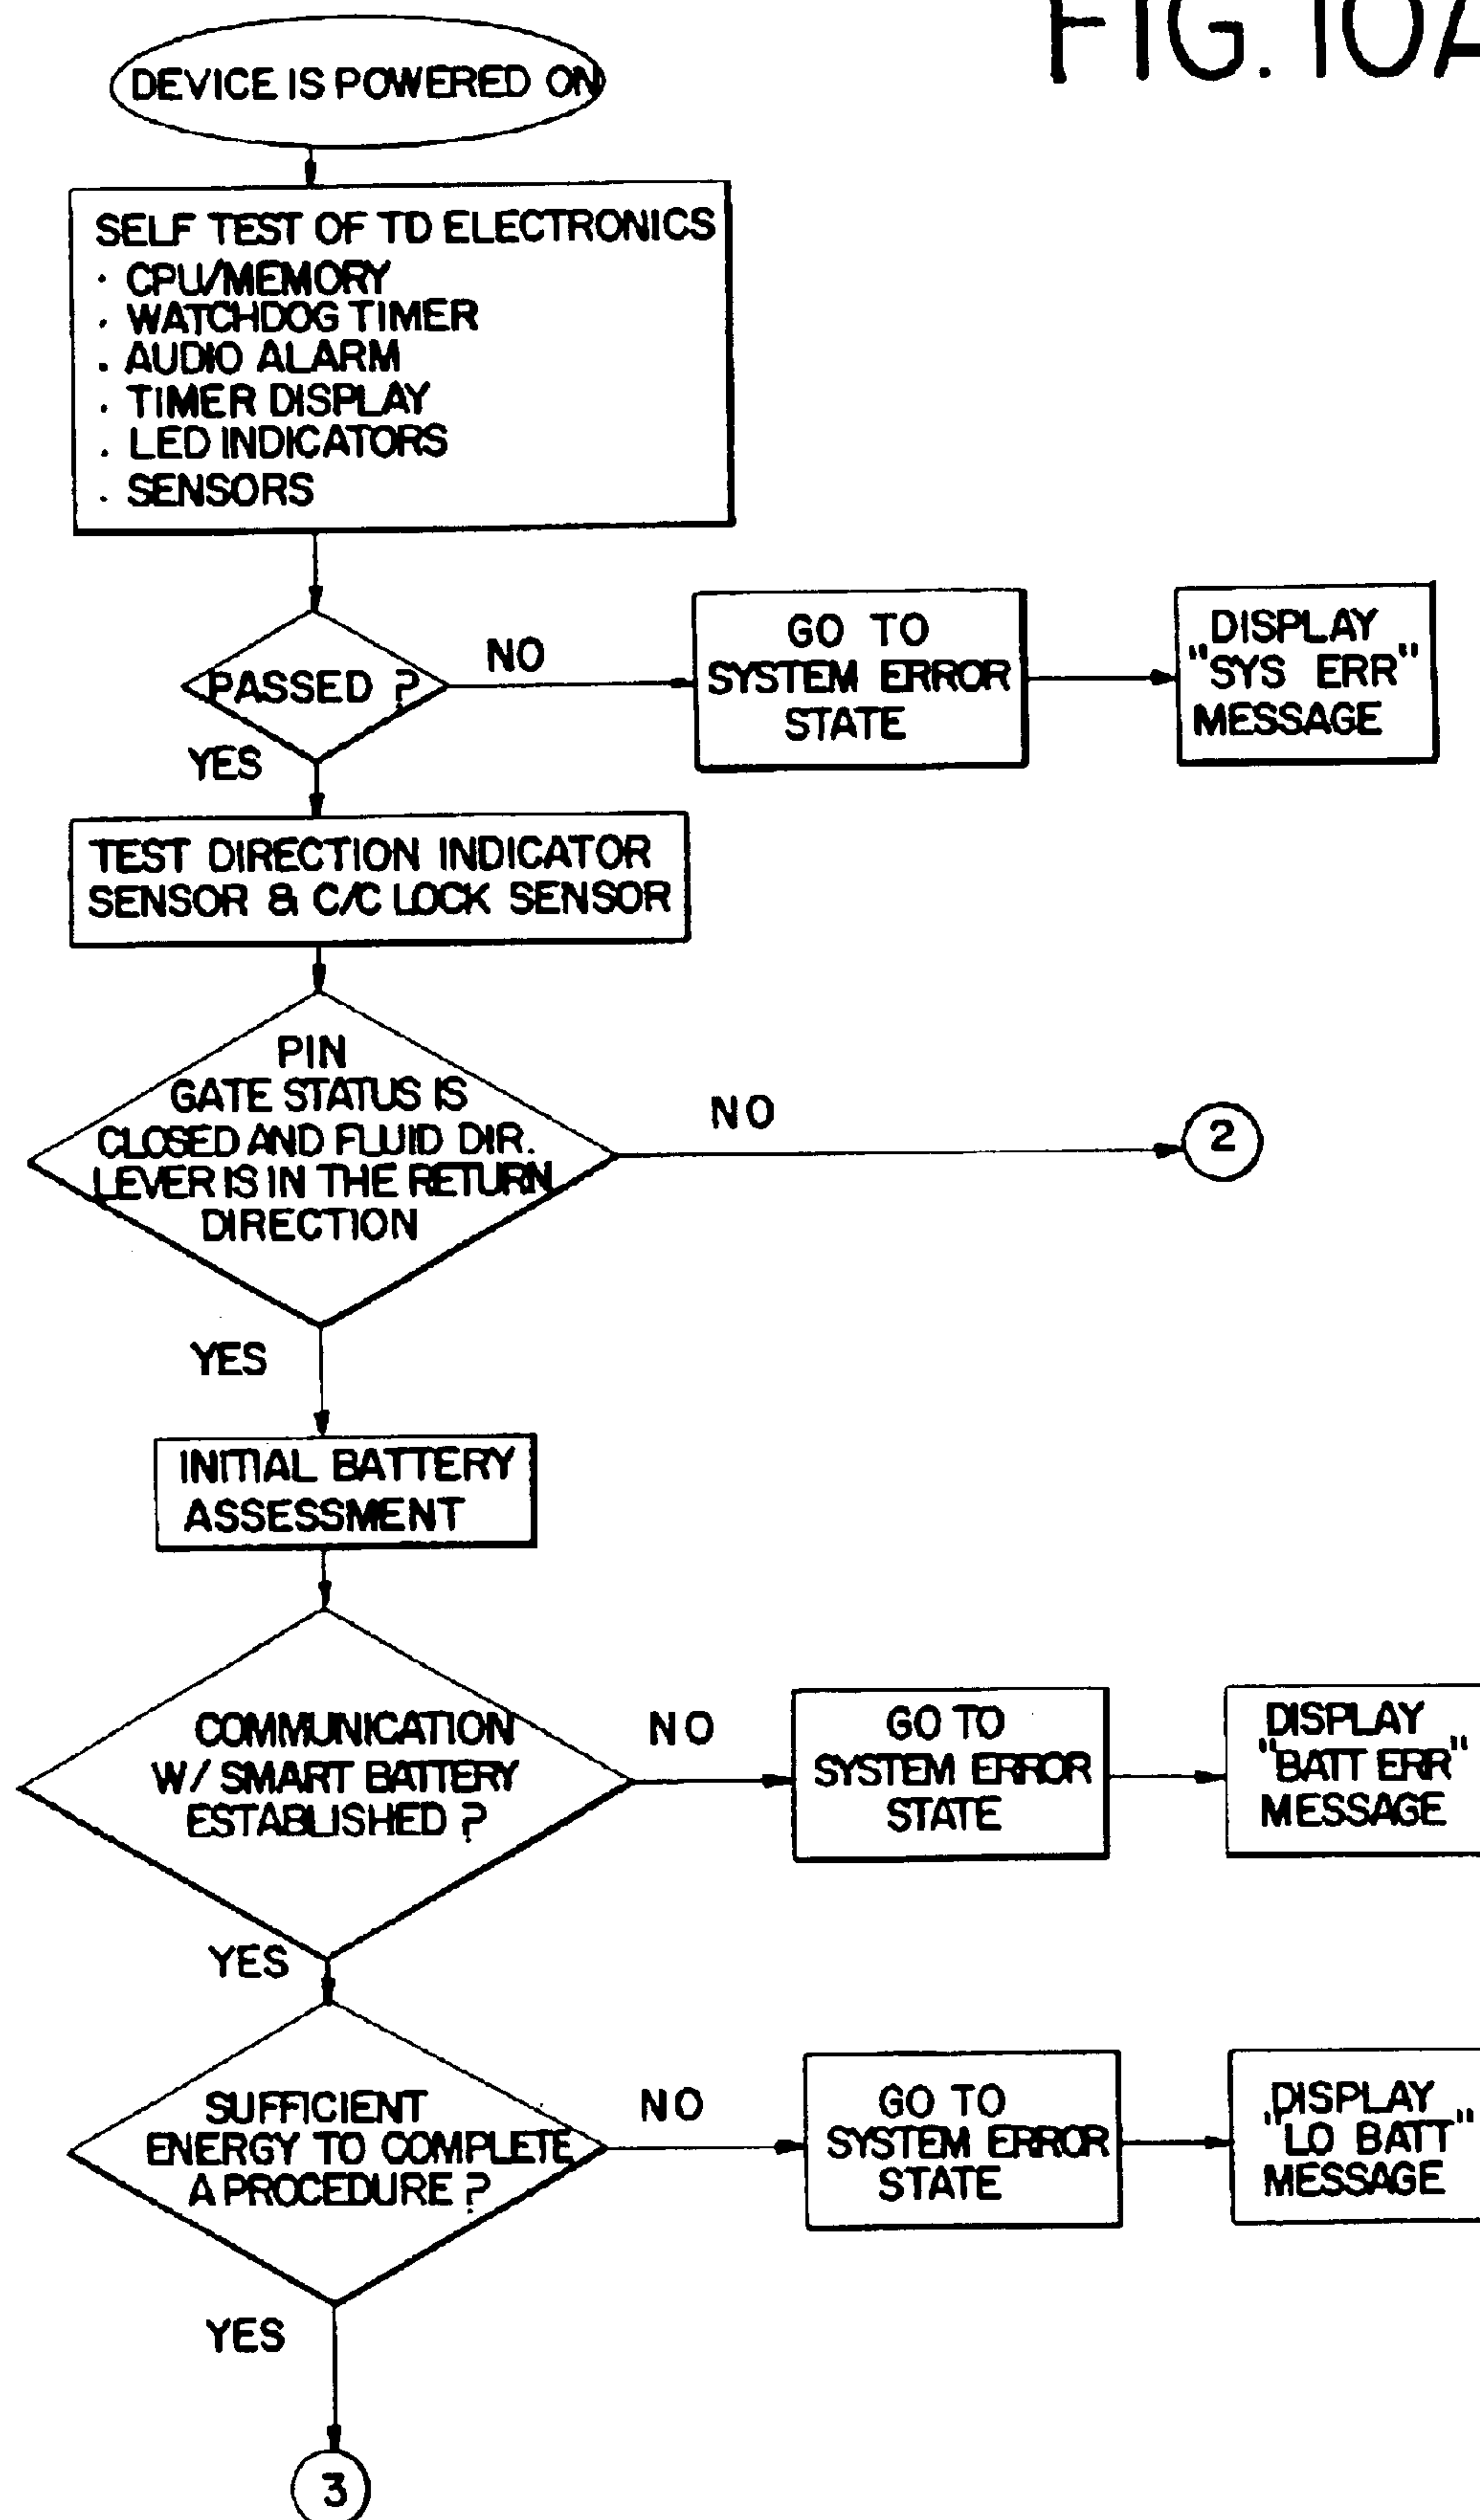 FIG. 10A
DEVICE IS POWERED ON
SELF TEST OF TD ELECTRONICS
. CPU/MEMORY
. WATCHDOG TIMER
. AUDIO ALARM
. TIMER DISPLAY
. LED INDICATORS
. SENSORS
PASSED ?
NO
GO TO
SYSTEM ERROR
STATE
DISPLAY
"SYS ERR"
MESSAGE
YES
TEST DIRECTION INDICATOR
SENSOR & C/C LOCK SENSOR
PIN
GATE STATUS IS
CLOSED AND FLUID DIR.
LEVER IS IN THE RETURN
DIRECTION
NO
2
YES
INITIAL BATTERY
ASSESSMENT
COMMUNICATION
W/ SMART BATTERY
ESTABLISHED ?
NO
GO TO
SYSTEM ERROR
STATE
DISPLAY
"BATT ERR"
MESSAGE
YES
SUFFICIENT
ENERGY TO COMPLETE
A PROCEDURE ?
NO
GO TO
SYSTEM ERROR
STATE
DISPLAY
"LO BATT"
MESSAGE
YES
3